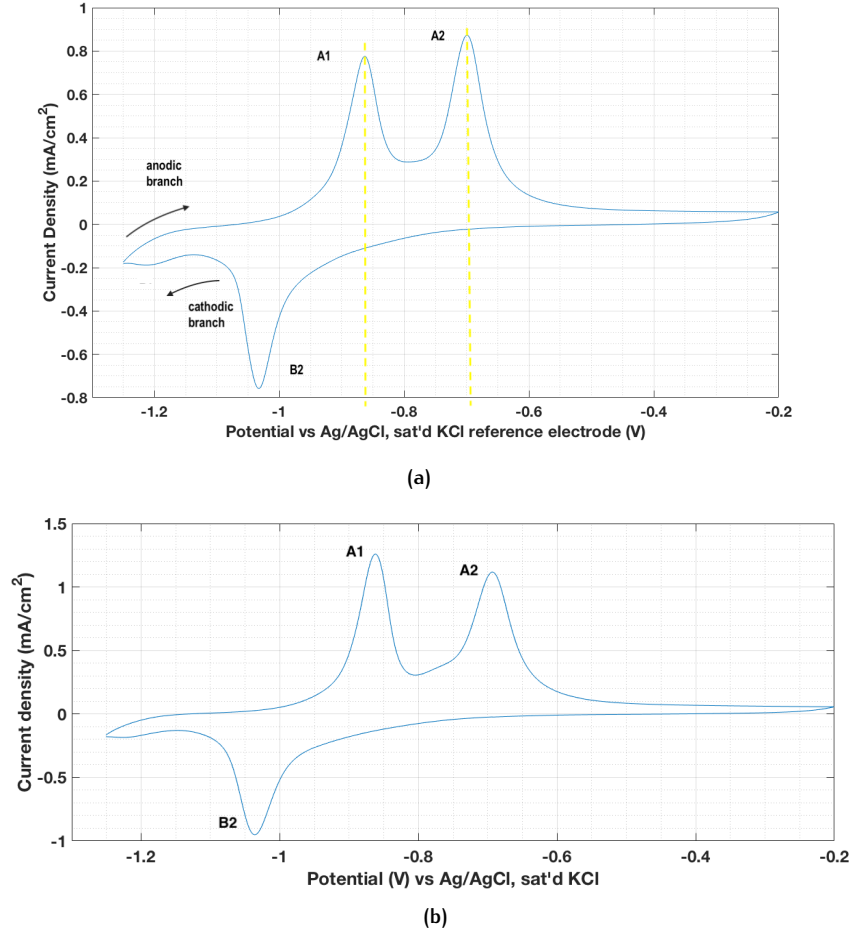 1
0.8
0.6
0.4
0.2
0
-0.2
-0.4
-0.6
-0.8
Current Density (mA/cm2)
A1
A2
anodic
branch
cathodic
branch
B2
-1.2
-1
-0.8
-0.6
-0.4
-0.2
Potential vs Ag/AgCl, sat'd KCl reference electrode (V)
(a)
1.5
1
0.5
0
-0.5
-1
Current density (mA/cm2)
A1
A2
B2
-1.2
-1
-0.8
-0.6
-0.4
-0.2
Potential (V) vs Ag/AgCl, sat'd KCl
(b)